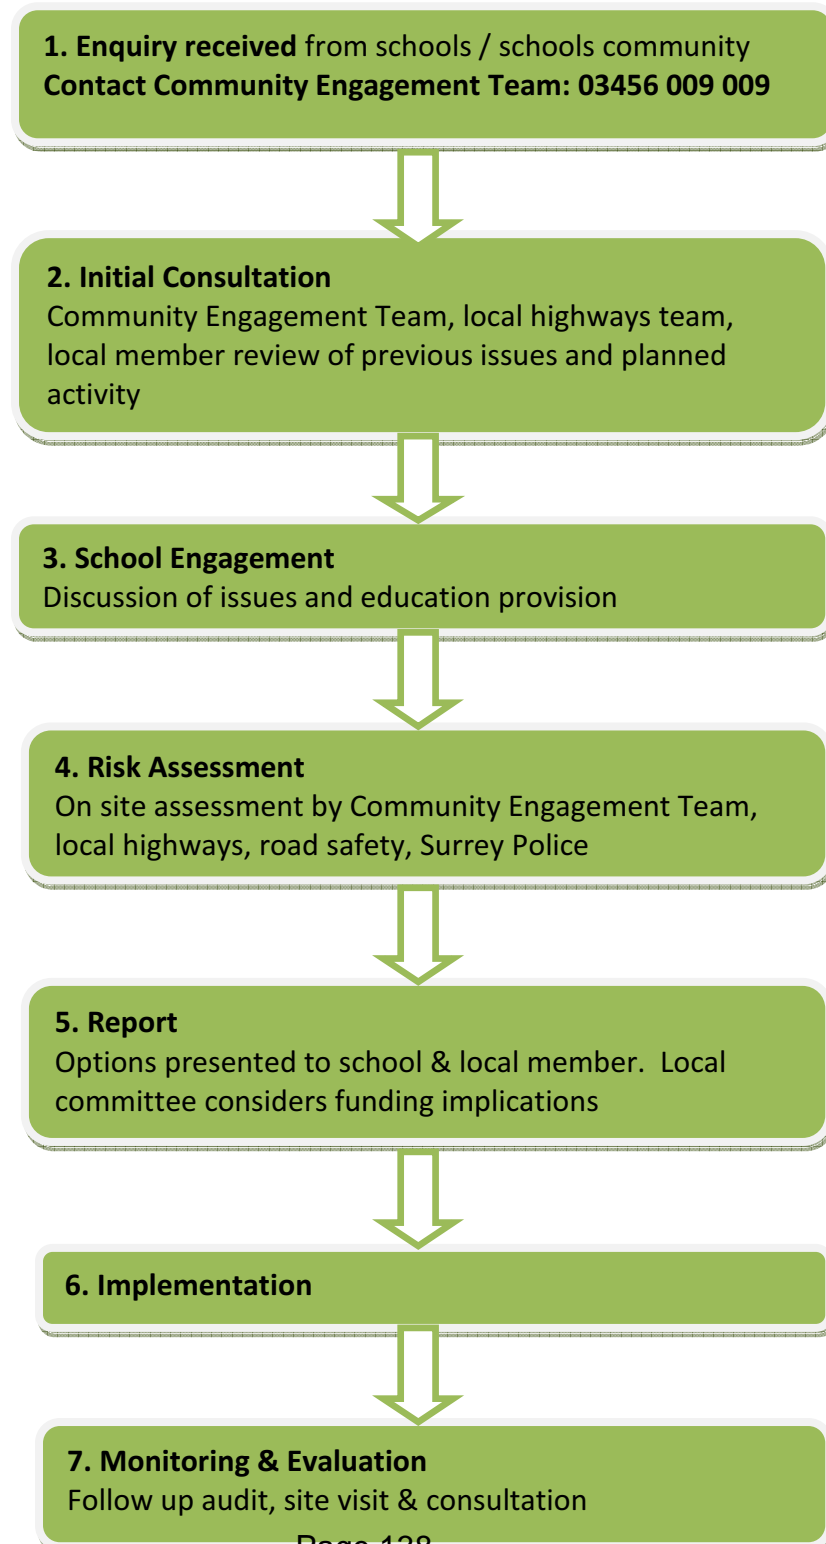 1. Enquiry received from schools / schools community
Contact Community Engagement Team: 03456 009 009
2. Initial Consultation
Community Engagement Team, local highways team,
local member review of previous issues and planned
activity
3. School Engagement
Discussion of issues and education provision
4. Risk Assessment
On site assessment by Community Engagement Team,
local highways, road safety, Surrey Police
5. Report
Options presented to school & local member.  Local
committee considers funding implications
6. Implementation
7. Monitoring & Evaluation
Follow up audit, site visit & consultation
Page 138